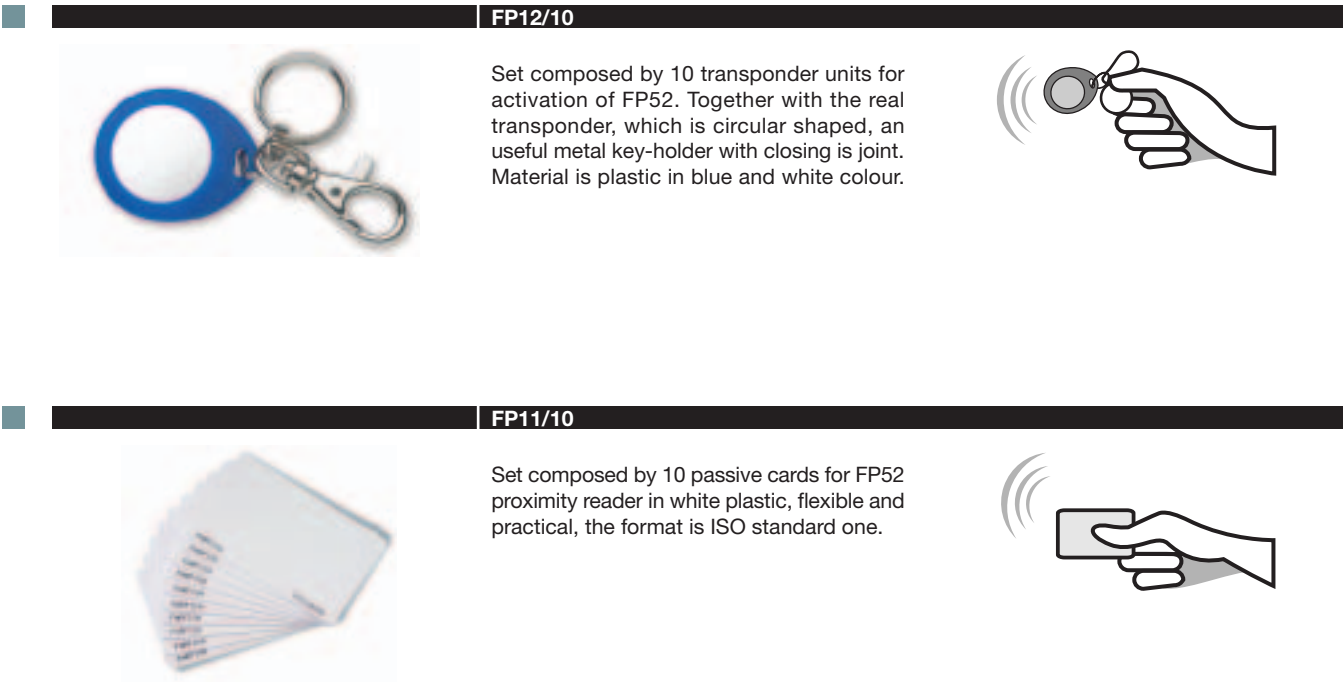 FP12/10
Set composed by 10 transponder units for
activation of FP52. Together with the real
transponder, which is circular shaped, an
useful metal key-holder with closing is joint.
Material is plastic in blue and white colour.
FP11/10
Set composed by 10 passive cards for FP52
proximity reader in white plastic, flexible and
practical, the format is ISO standard one.